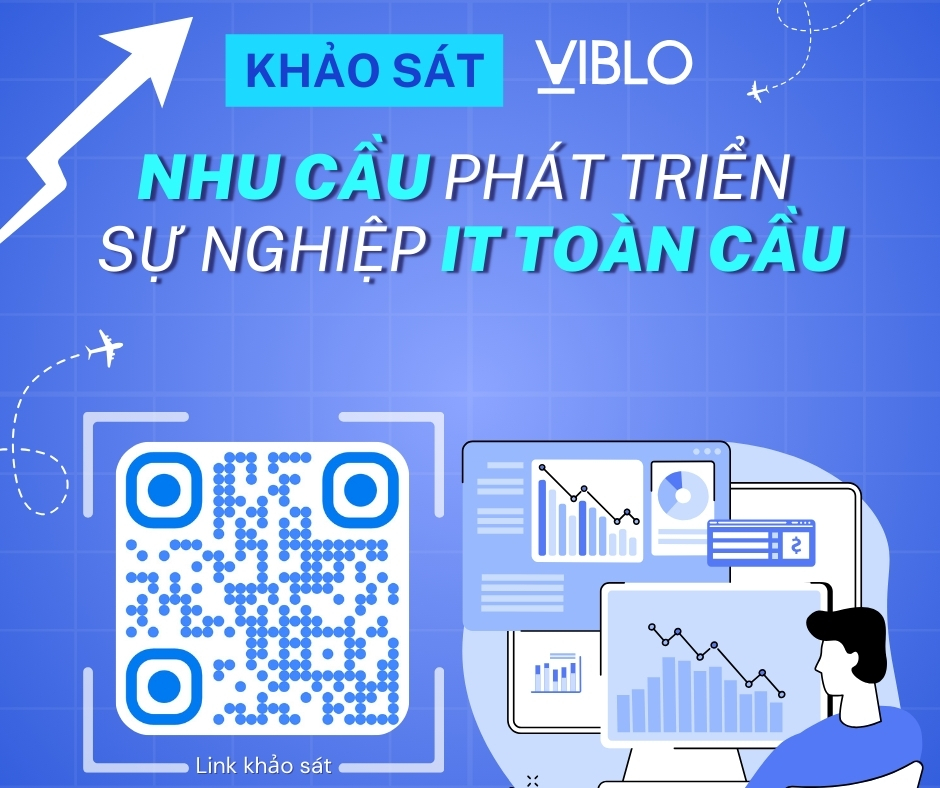 KHẢO SÁT
VIBLO
NHU CẦU PHÁT TRIỂN
SỰ NGHIỆP IT TOÀN CẦU
$
Link khảo sát